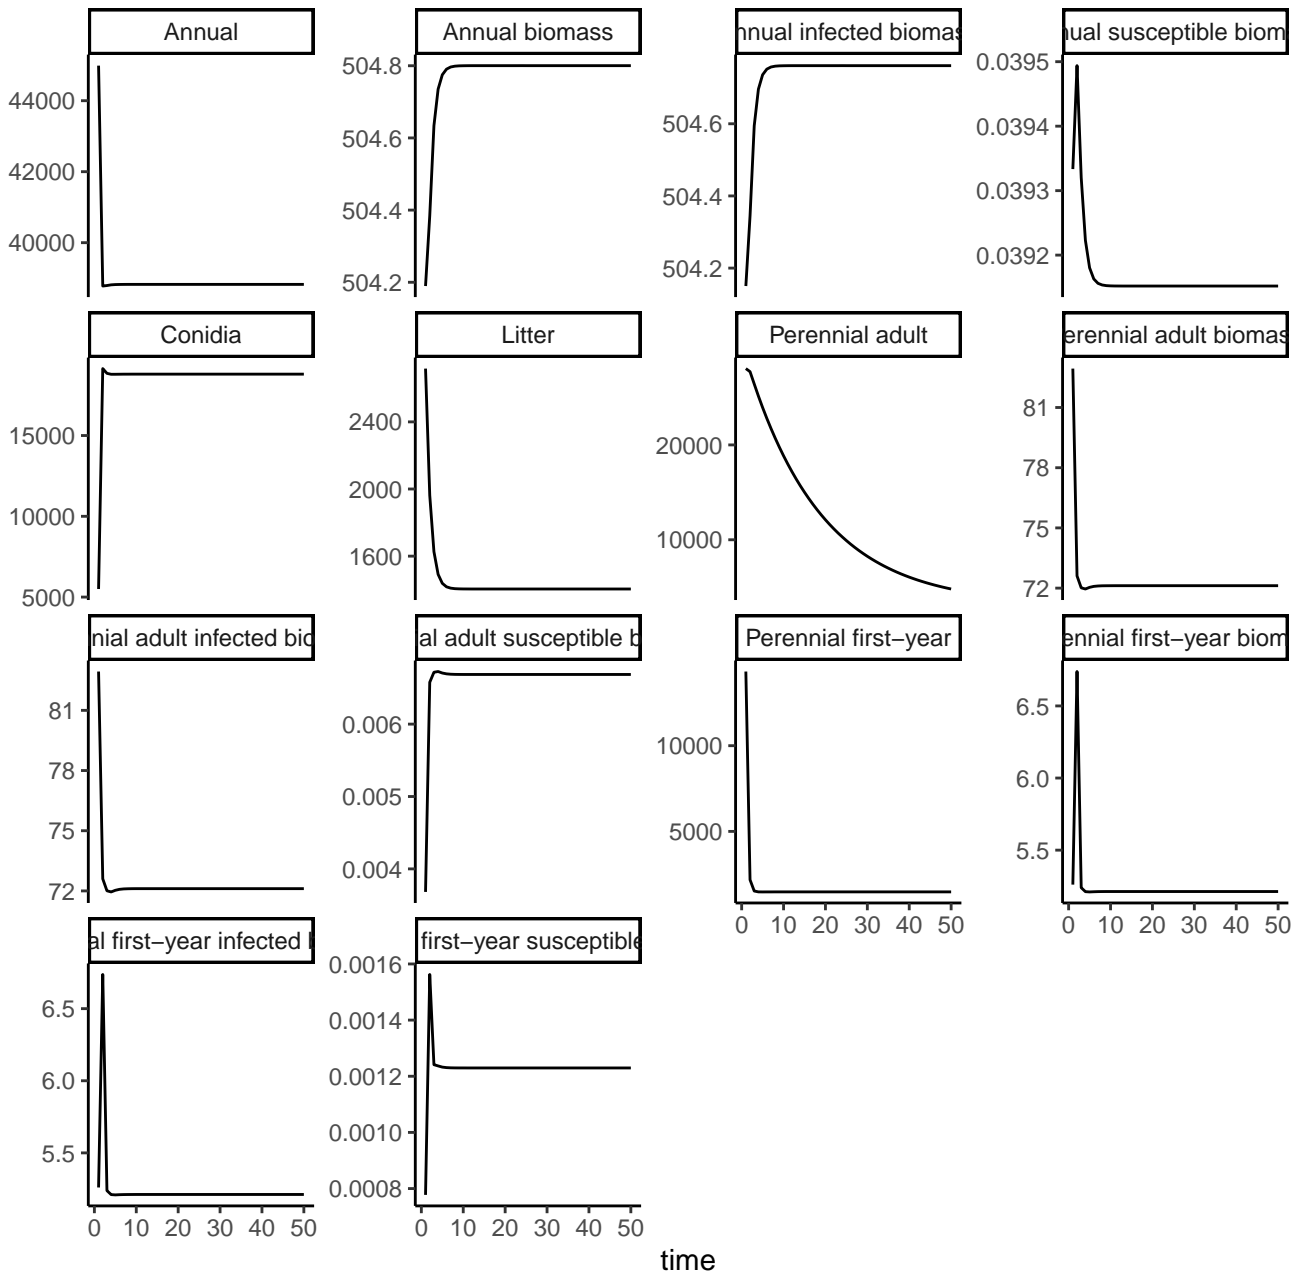 Annual
Annual biomass
nnual infected biomas
nual susceptible biom
44000
42000
40000
504.8
504.6
504.4
504.2
504.6
504.4
504.2
0.0395
0.0394
0.0393
0.0392
Conidia
Litter
Perennial adult
erennial adult biomas
15000
10000
5000
2400
2000
1600
20000
10000
81
78
75
72
nial adult infected bio
al adult susceptible b
Perennial first−year
ennial first−year biom
81
78
75
72
0.006
0.005
0.004
10000
5000
6.5
6.0
5.5
0 10 20 30 40 50
0 10 20 30 40 50
al first−year infected b
first−year susceptible
6.5
6.0
5.5
0.0016
0.0014
0.0012
0.0010
0.0008
0 10 20 30 40 50
0 10 20 30 40 50
time